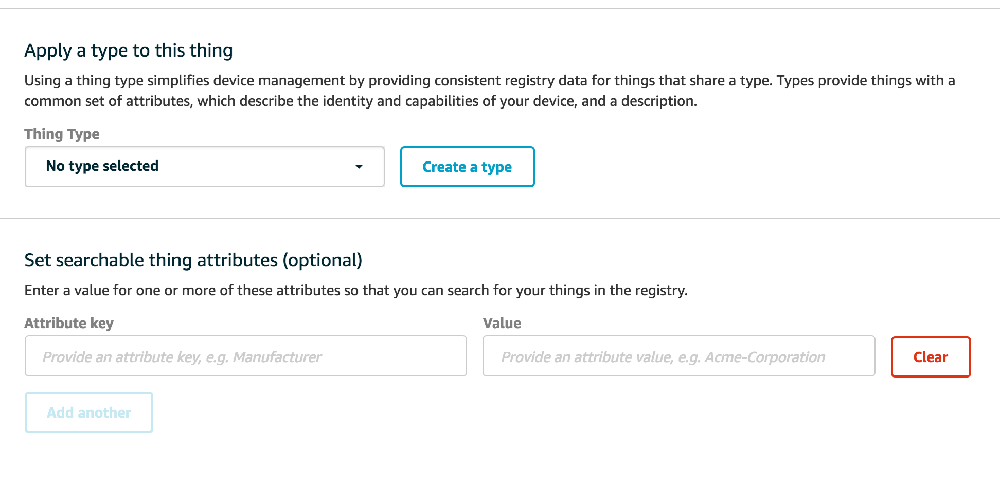 Apply a type to this thing
Using a thing type simplifies device management by providing consistent registry data for things that share a type. Types provide things with a
common set of attributes, which describe the identity and capabilities of your device, and a description.
Thing Type
No type selected
Create a type
Set searchable thing attributes (optional)
Enter a value for one or more of these attributes so that you can search for your things in the registry.
Attribute key
Value
Provide an attribute key, e.g. Manufacturer
Provide an attribute value, e.g. Acme-Corporation
Clear
Add another